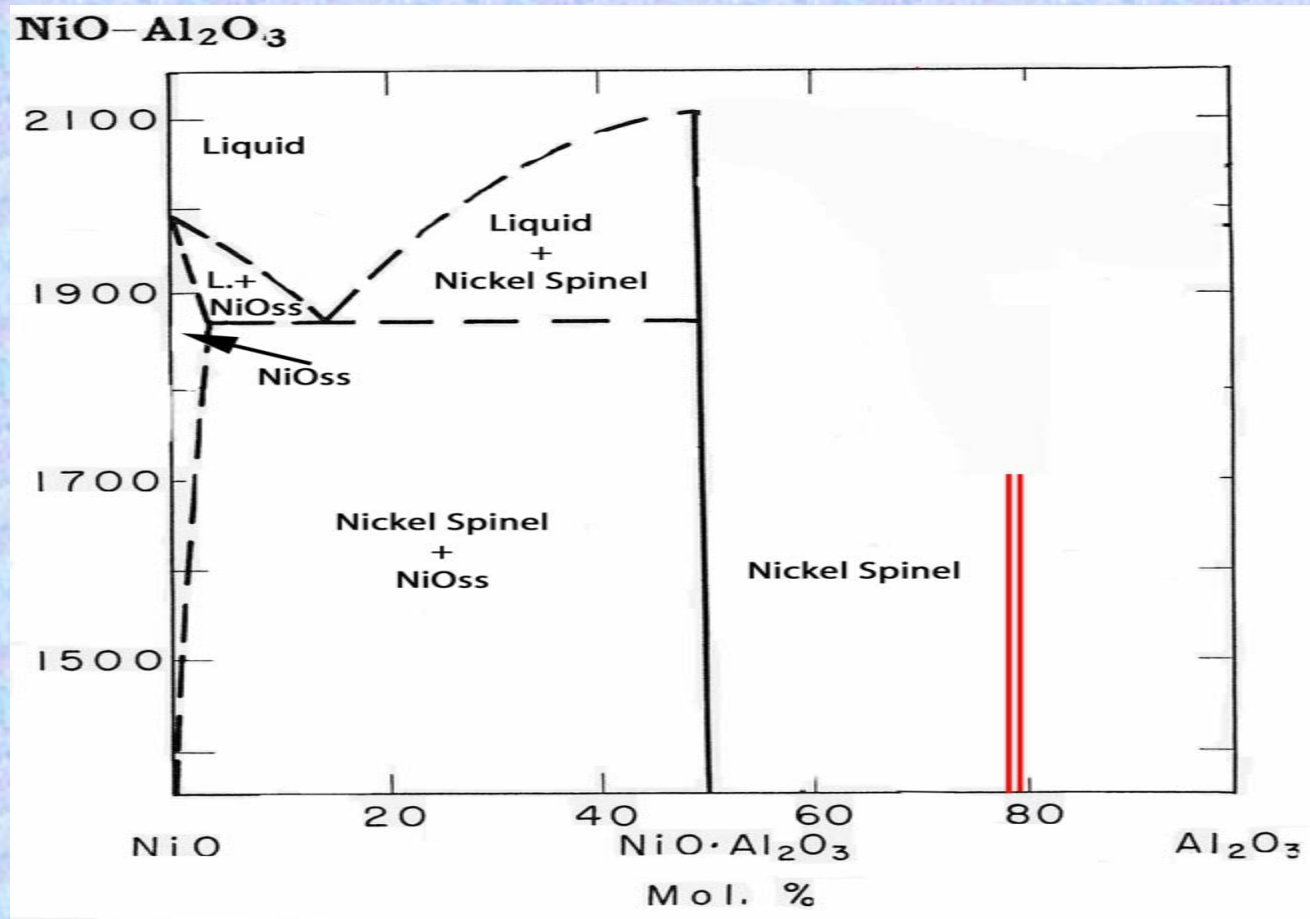 NiO–Al₂O₃
2100
1900
1700
1500
Liquid
Liquid
+
Nickel Spinel
L.+
NiOss
NiOss
Nickel Spinel
+
NiOss
Nickel Spinel
20 40 60 80
NiO NiO·Al₂O₃ Al₂O₃
Mol. %